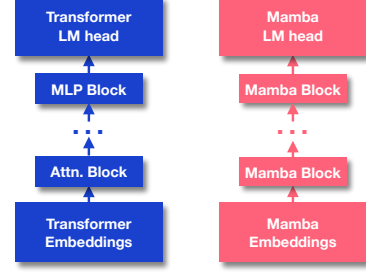 Transformer
LM head
MLP Block
...
Attn. Block
Transformer
Embeddings
Mamba
LM head
Mamba Block
...
Mamba Block
Mamba
Embeddings